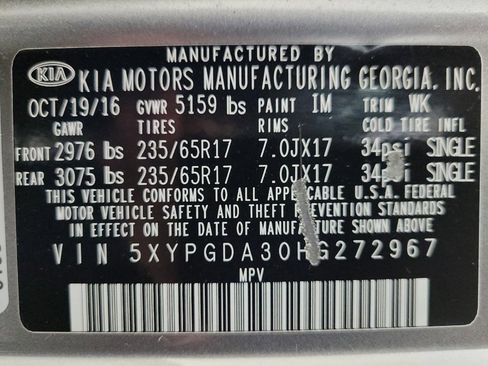 MANUFACTURED BY
KIA KIA MOTORS MANUFACTURING GEORGIA, INC.
OCT/19/16 GVWR 5159 lbs PAINT IM TRIM WK
GAWR TIRES RIMS COLD TIRE INFL
FRONT 2976 lbs 235/65R17 7.0JX17 34psi SINGLE
REAR 3075 lbs 235/65R17 7.0JX17 34psi SINGLE
THIS VEHICLE CONFORMS TO ALL APPLICABLE U.S.A. FEDERAL
MOTOR VEHICLE SAFETY AND THEFT PREVENTION STANDARDS
IN EFFECT ON THE DATE OF MANUFACTURE SHOWN ABOVE.
VIN 5XYPGDA30HG272967
MPV